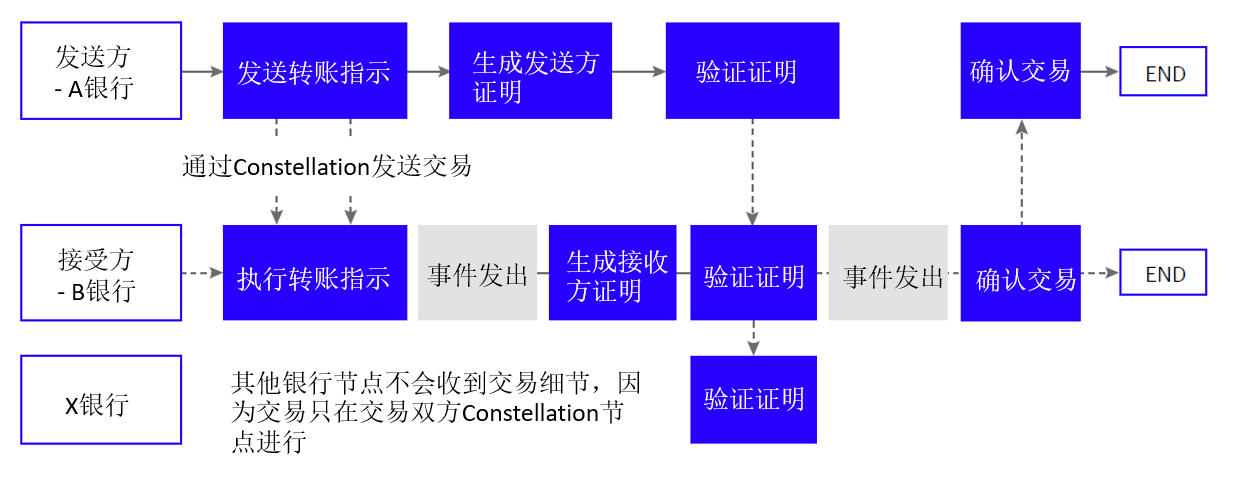 发送方
- A银行
发送转账指示
生成发送方
证明
验证证明
确认交易
END
通过Constellation发送交易
接受方
- B银行
执行转账指示
事件发出
生成接收
方证明
验证证明
事件发出
确认交易
END
X银行
其他银行节点不会收到交易细节，因
为交易只在交易双方Constellation节
点进行
验证证明